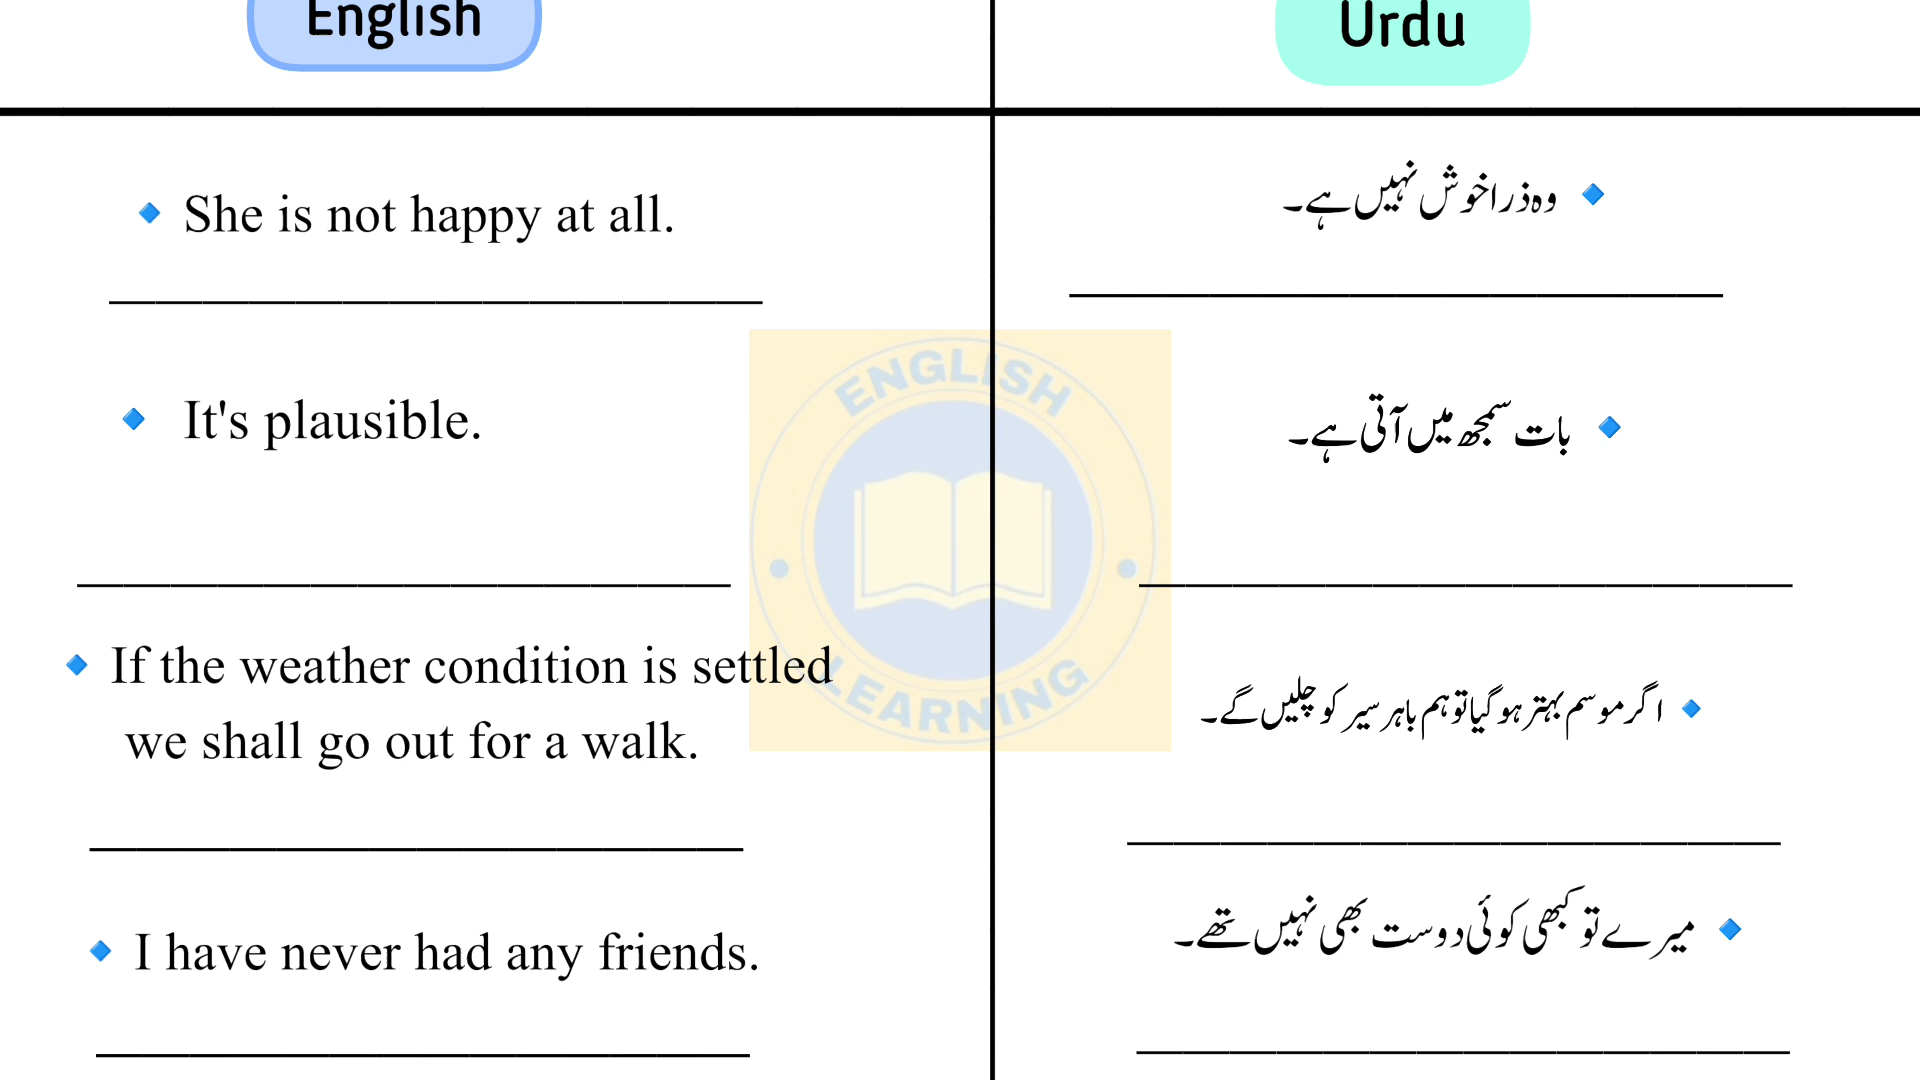 English
Urdu
She is not happy at all.
وہ ذرا خوش نہیں ہے۔
It's plausible.
بات سمجھ میں آتی ہے۔
If the weather condition is settled
we shall go out for a walk.
اگر موسم بہتر ہو گیا تو ہم باہر سیر کو چلیں گے۔
I have never had any friends.
میرے تو کبھی کوئی دوست بھی نہیں تھے۔
ENGLISH
LEARNING